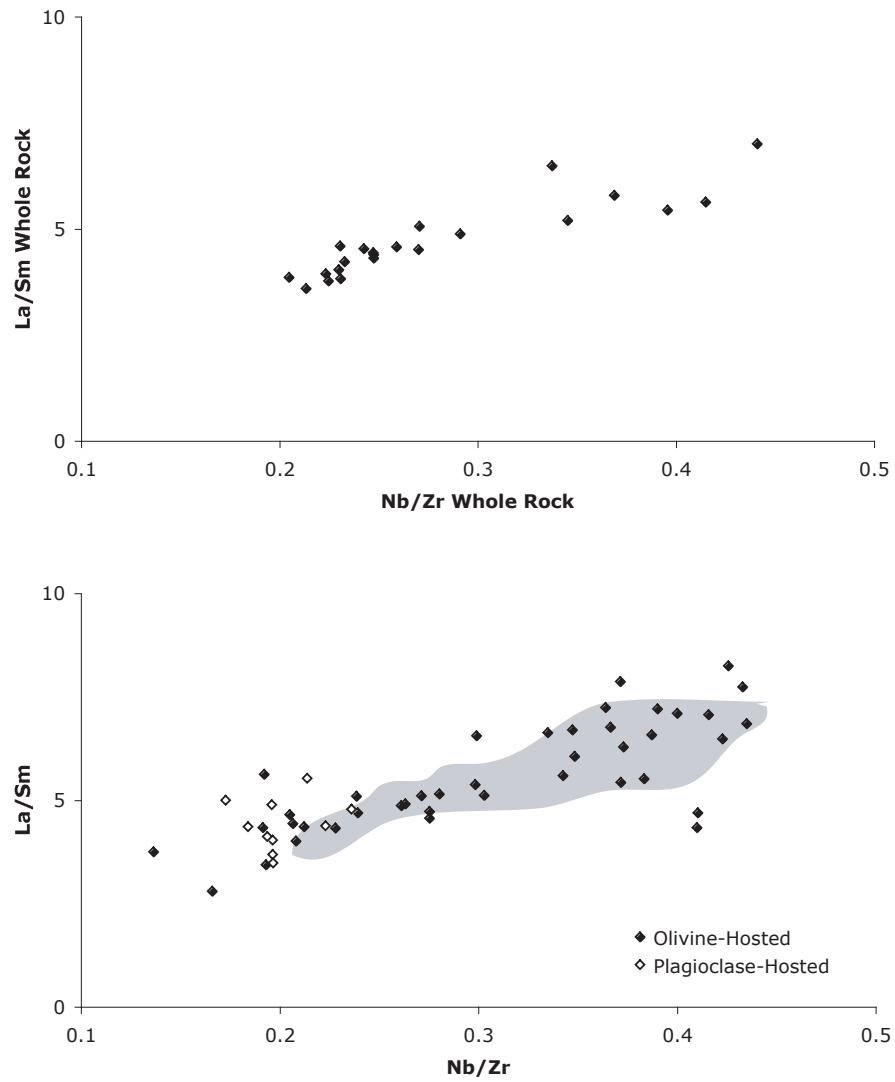 10
La/Sm Whole Rock
5
0
0.1 0.2 0.3 0.4 0.5
Nb/Zr Whole Rock
10
La/Sm
5
Olivine-Hosted
Plagioclase-Hosted
0
0.1 0.2 0.3 0.4 0.5
Nb/Zr